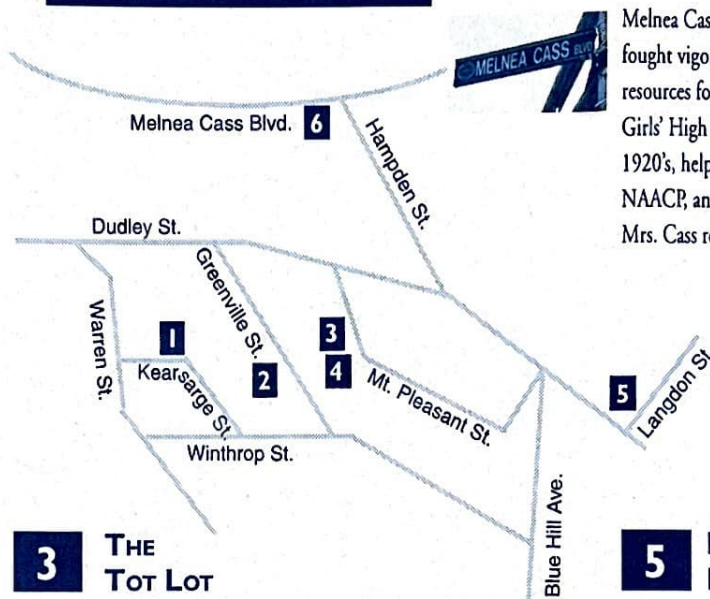 MELNEA CASS BLVD
Melnea Cas
fought vigo
resources fo
Girls' High
1920's, help
NAACP, an
Mrs. Cass r
Melnea Cass Blvd.
6
Hampden St.
Dudley St.
Greenville St.
Warren St.
1
Kearsarge St.
2
3
4
Mt. Pleasant St.
5
Langdon St.
Winthrop St.
Blue Hill Ave.
3
THE
TOT LOT
5